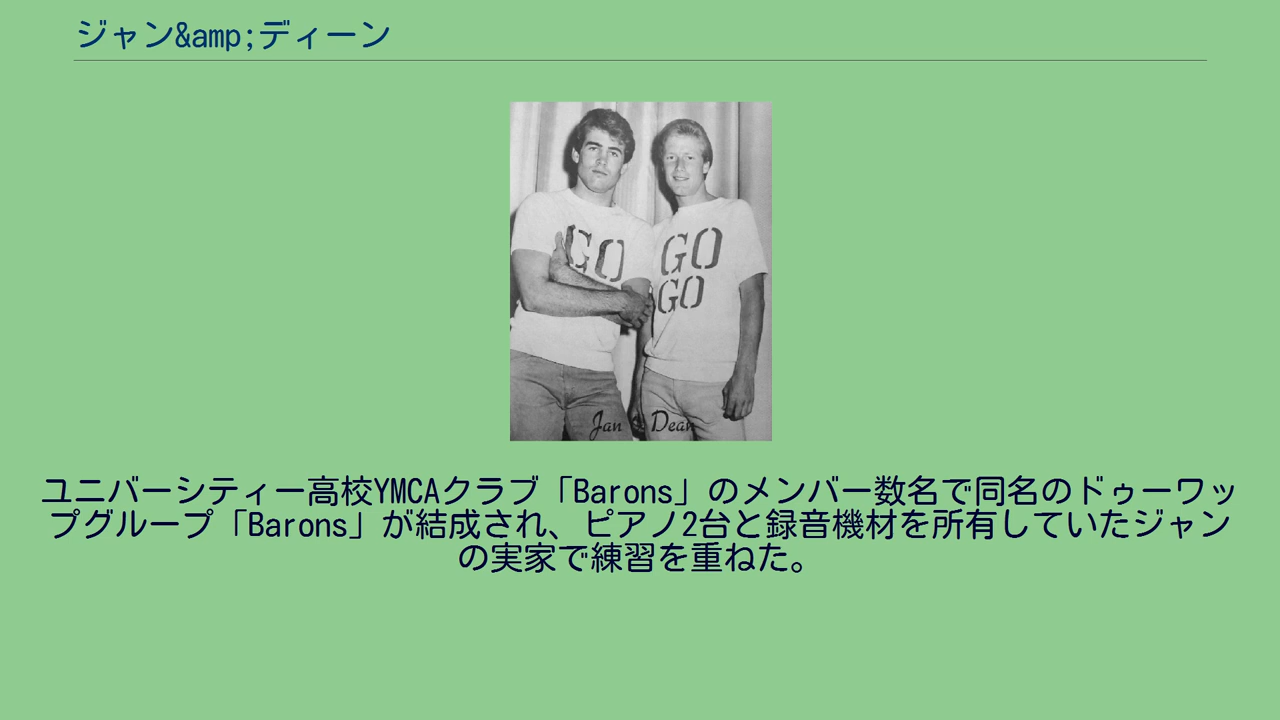 ジャン&amp;ディーン
GO GO
GO
Jan & Dean
ユニバーシティー高校YMCAクラブ「Barons」のメンバー数名で同名のドゥーワッ
プグループ「Barons」が結成され、ピアノ2台と録音機材を所有していたジャン
の実家で練習を重ねた。